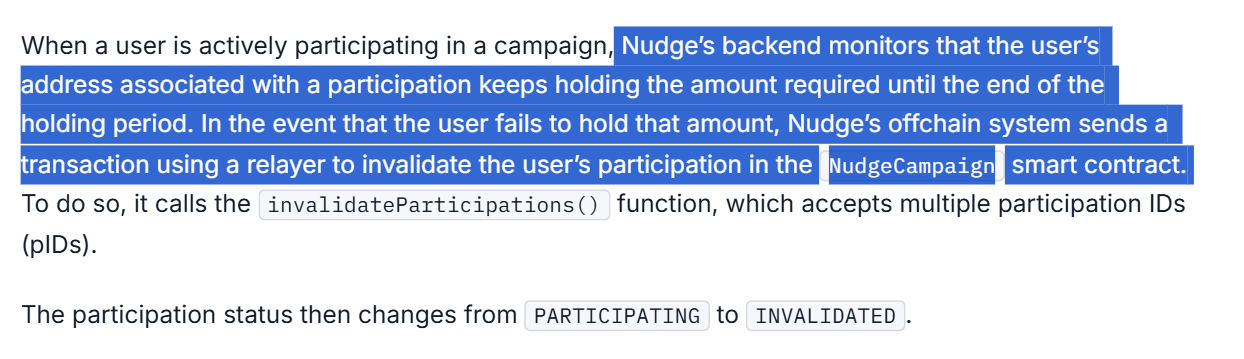 When a user is actively participating in a campaign, Nudge’s backend monitors that the user’s
address associated with a participation keeps holding the amount required until the end of the
holding period. In the event that the user fails to hold that amount, Nudge’s offchain system sends a
transaction using a relayer to invalidate the user’s participation in the NudgeCampaign smart contract.
To do so, it calls the invalidateParticipations() function, which accepts multiple participation IDs
(pIDs).
The participation status then changes from PARTICIPATING to INVALIDATED.